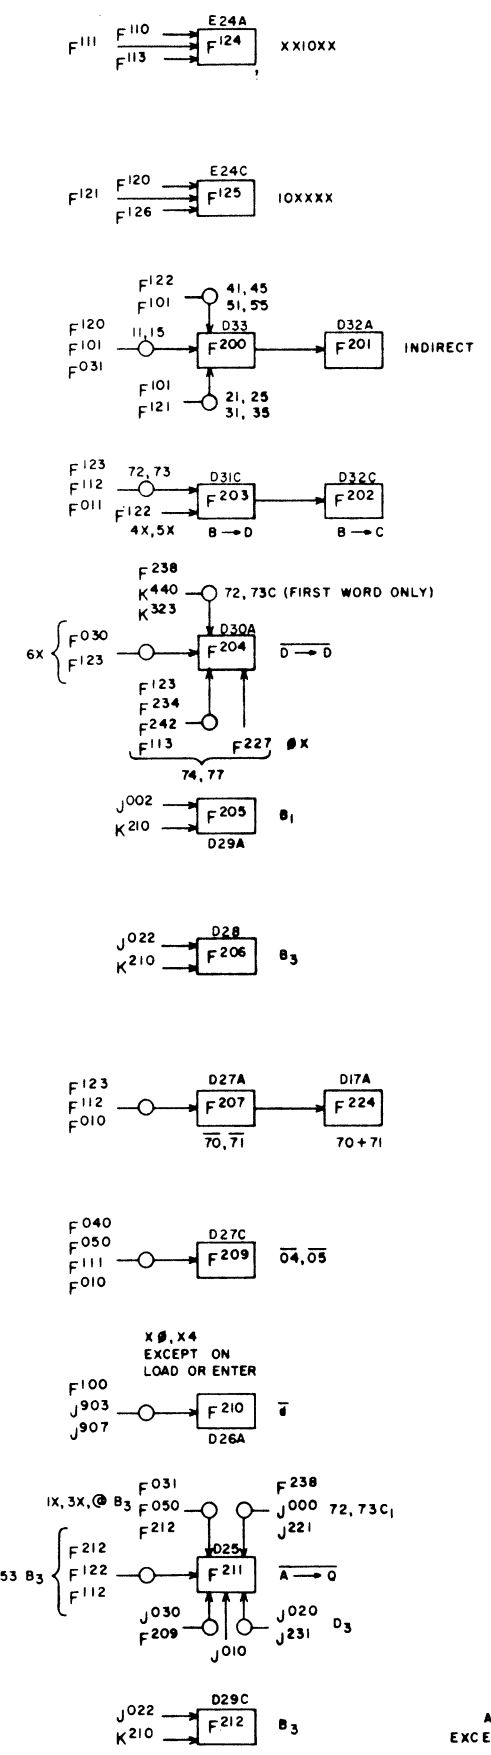 E24A
F110
F111 F124 XX10XX
F113
E24C
F120
F121 F125 10XXXX
F126
F122 41, 45
F101 51, 55
F120 D33 D32A
F101 11, 15 F200 F201 INDIRECT
F031
F101 21, 25
F121 31, 35
F123 72, 73 D31C D32C
F112 F203 F202
F011 F122
4X, 5X B → D B → C
F238
K440 72, 73C (FIRST WORD ONLY)
K323
D30A
6X F030 F204 D → D
F123
F123
F234
F242
F113 F227 ØX
74, 77
J002
K210 F205 B1
D29A
D28
J022
K210 F206 B3
F123 D27A D17A
F112 F207 F224
F010 70, 71 70 + 71
F040
F050 D27C
F111 F209 04, 05
F010
XØ, X4
EXCEPT ON
LOAD OR ENTER
F100
J903 F210
J907 D26A
F031 F238
1X, 3X, @ B3 F050 J000 72, 73C1
F212 J221
F212 D25
53 B3 F122 F211 A → Q
F112
J030 J020
F209 J231 D3
J010
D29C
J022 A
K210 F212 B3 EXCE